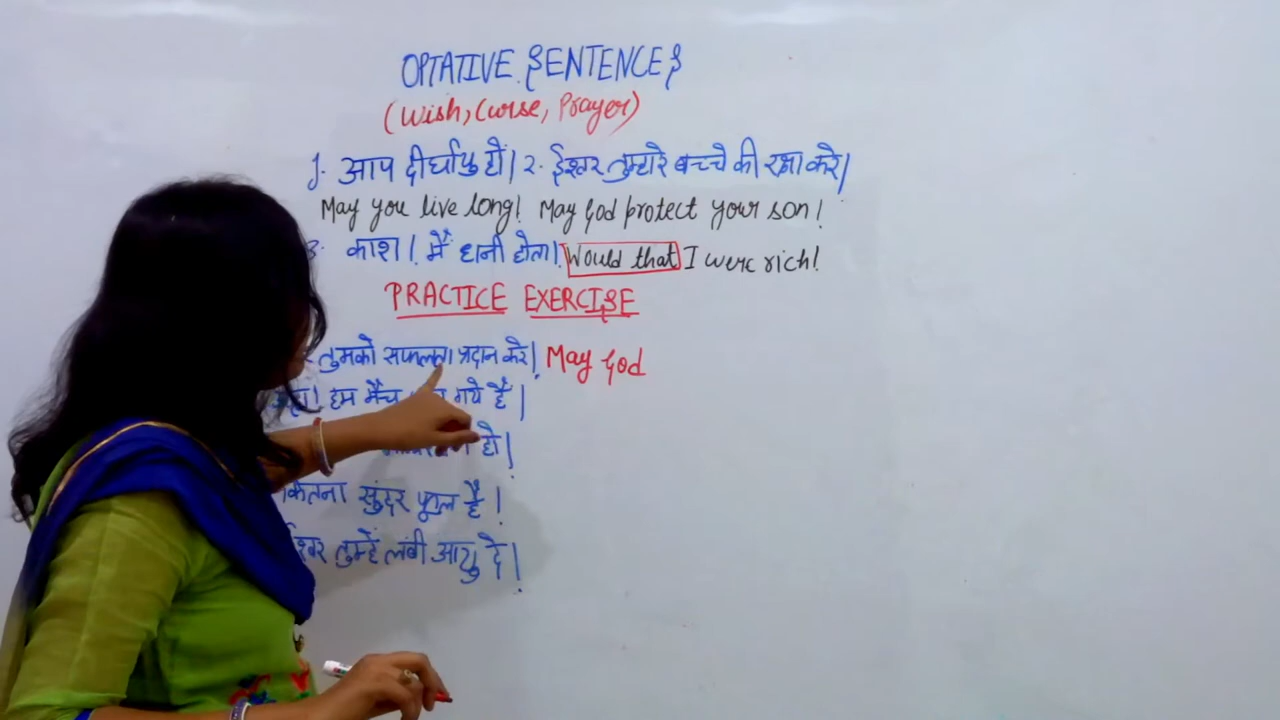 OPTATIVE SENTENCES
(Wish, Curse, Prayer)
1. आप दीर्घायु हों| 2. ईश्वर तुम्हारे बच्चे की रक्षा करे|
May you live long! May God protect your son!
3. काश! मैं धनी होता| Would that I were rich!
PRACTICE EXERCISE
तुमको सफलता प्रदान करे| May God
हम मैच गये हैं|
हो|
कितना सुंदर फूल है!
ईश्वर तुम्हें लंबी आयु दे|